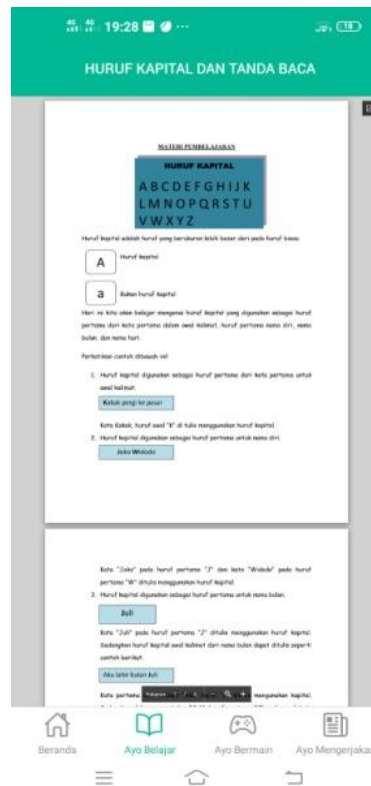 4G 4G 19:28 18
HURUF KAPITAL DAN TANDA BACA
MATERI PEMBELAJARAN
HURUF KAPITAL
A B C D E F G H I J K
L M N O P Q R S T U
V W X Y Z
Huruf kapital adalah huruf yang berukuran lebih besar dari pada huruf biasa.
A Huruf kapital
a Bukan huruf kapital
Hari ini kita akan belajar mengenai huruf kapital yang digunakan sebagai huruf
pertama dari kata pertama dalam awal kalimat, huruf pertama nama diri, nama
bulan, dan nama hari.
Perhatikan contoh dibawah ini!
1. Huruf kapital digunakan sebagai huruf pertama dari kata pertama untuk
awal kalimat.
Kakak pergi ke pasar
Kata Kakak, huruf awal "K" di tulis menggunakan huruf kapital.
2. Huruf kapital digunakan sebagai huruf pertama untuk nama diri.
Joko Widodo
Kata "Joko" pada huruf pertama "J" dan kata "Widodo" pada huruf
pertama "W" ditulis menggunakan huruf kapital.
3. Huruf kapital digunakan sebagai huruf pertama untuk nama bulan.
Juli
Kata "Juli" pada huruf pertama "J" ditulis menggunakan huruf kapital.
Sedangkan huruf kapital awal kalimat dan nama bulan dapat ditulis seperti
contoh berikut.
Aku lahir bulan Juli
Kata pertama
kapital.
Beranda
Ayo Belajar
Ayo Bermain
Ayo Mengerjaka